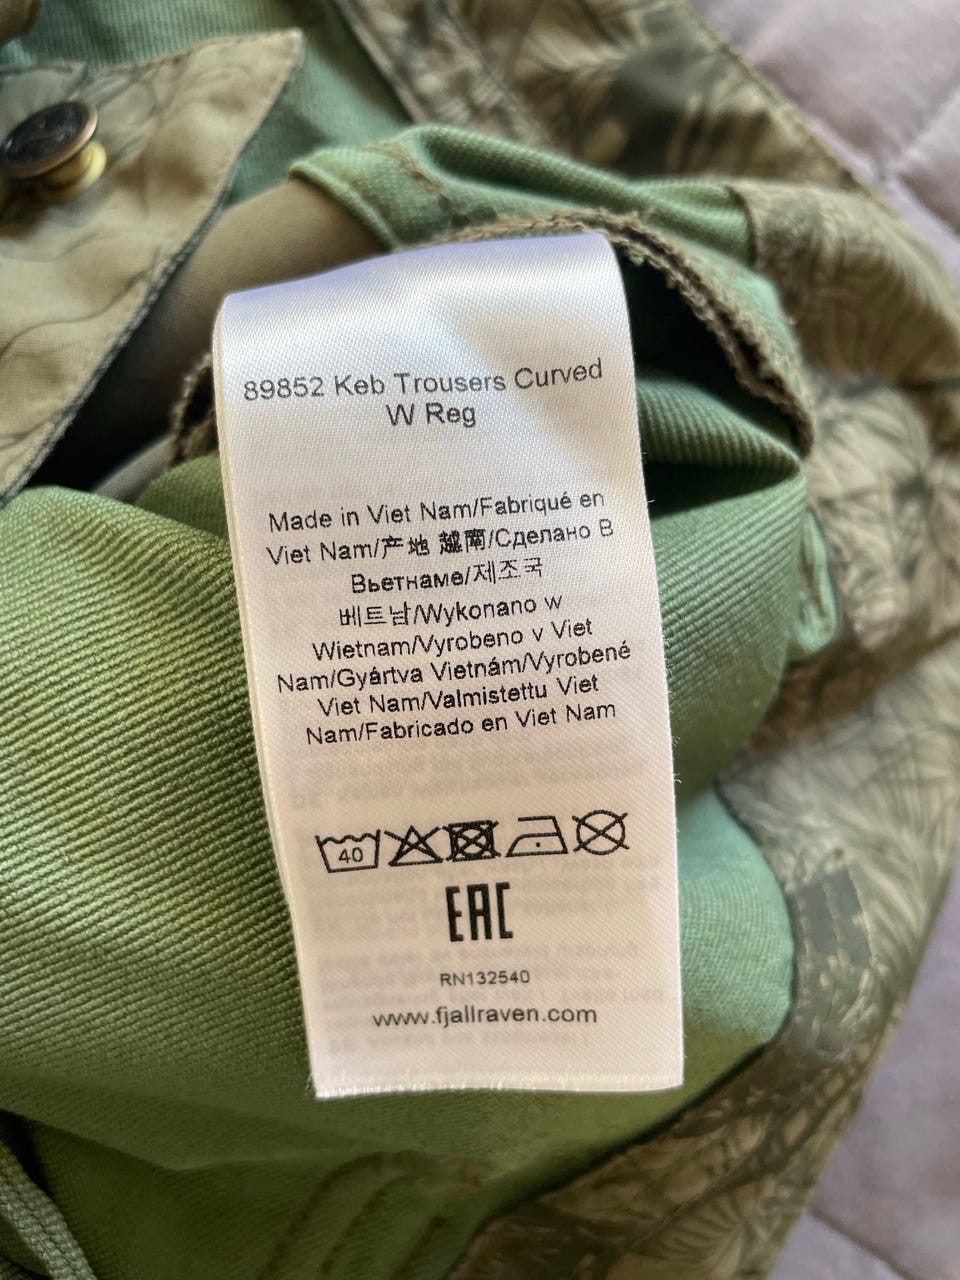 89852 Keb Trousers Curved
W Reg
Made in Viet Nam/Fabriqué en
Viet Nam/产地 越南/Сделано В
Вьетнаме/제조국
베트남/Wykonano w
Wietnam/Vyrobeno v Viet
Nam/Gyártva Vietnám/Vyrobené
Viet Nam/Valmistettu Viet
Nam/Fabricado en Viet Nam
40
EAC
RN132540
www.fjallraven.com